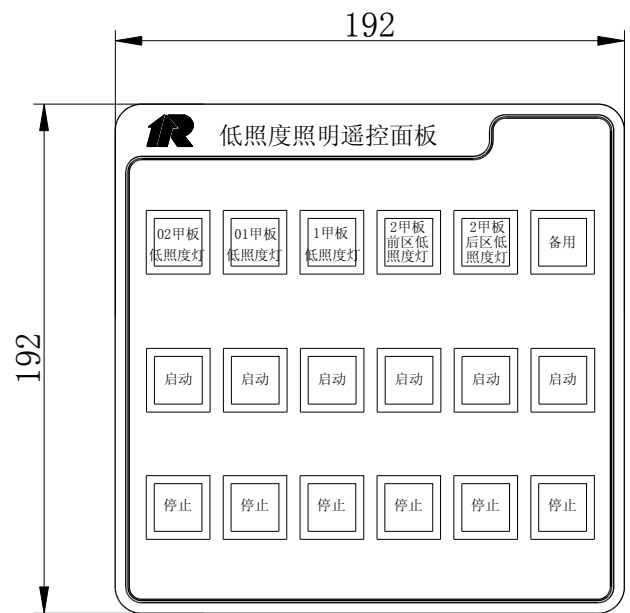 192
192
低照度照明遥控面板
02甲板
低照度灯
01甲板
低照度灯
1甲板
低照度灯
2甲板
前区低
照度灯
2甲板
后区低
照度灯
备用
启动 启动 启动 启动 启动 启动
停止 停止 停止 停止 停止 停止